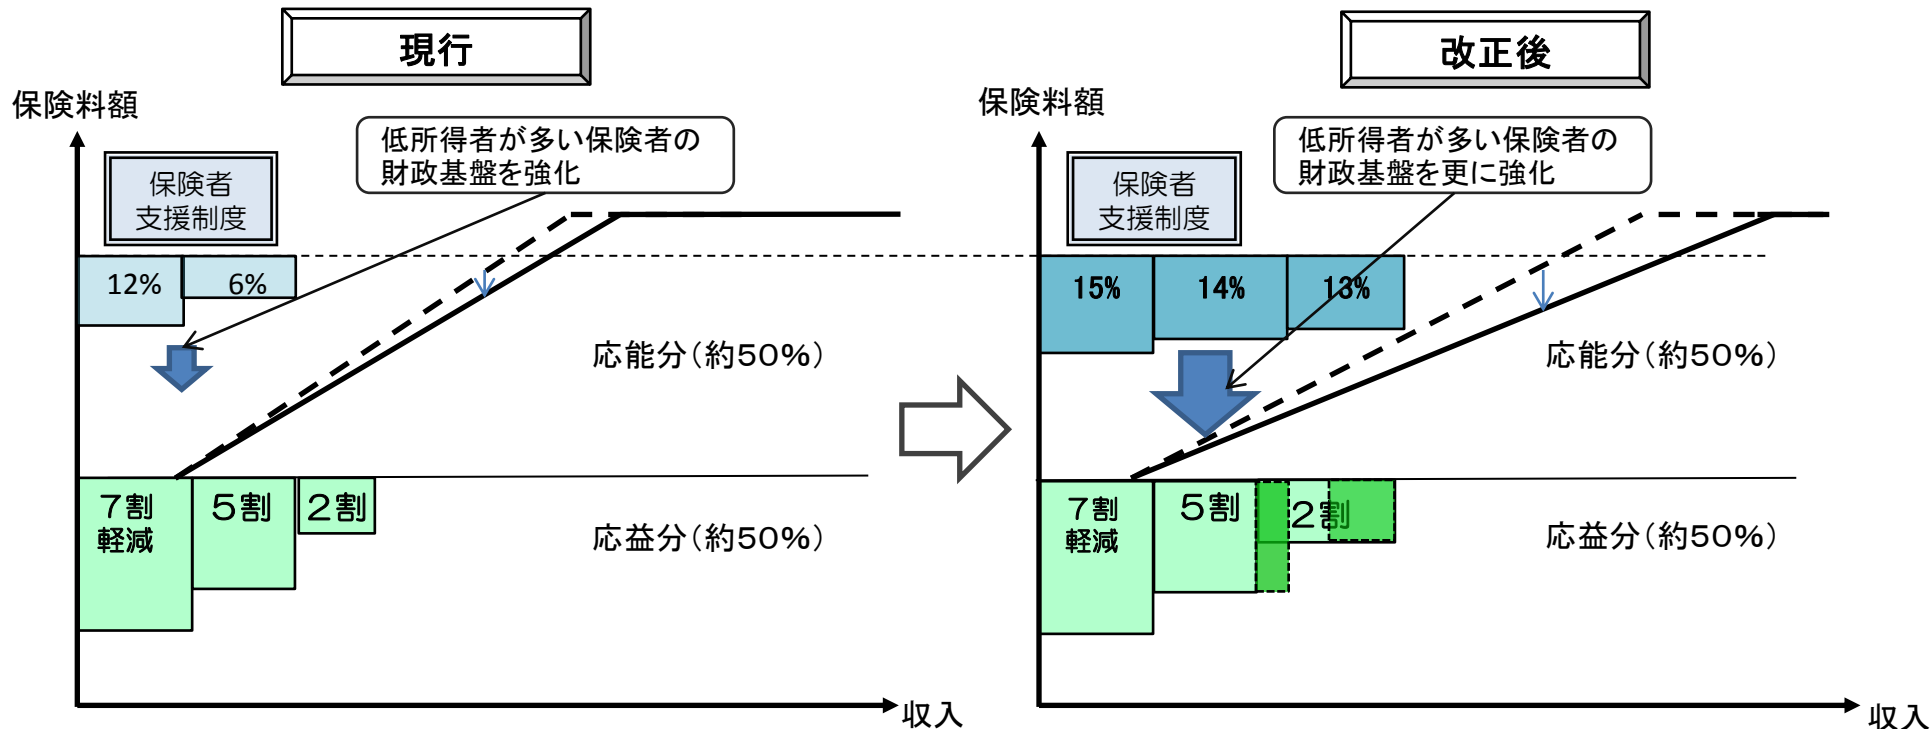 現行
保険料額
低所得者が多い保険者の
財政基盤を強化
保険者
支援制度
12%
6%
応能分(約50%)
7割
軽減
5割
2割
応益分(約50%)
収入
改正後
保険料額
低所得者が多い保険者の
財政基盤を更に強化
保険者
支援制度
15%
14%
13%
応能分(約50%)
7割
軽減
5割
2割
応益分(約50%)
収入